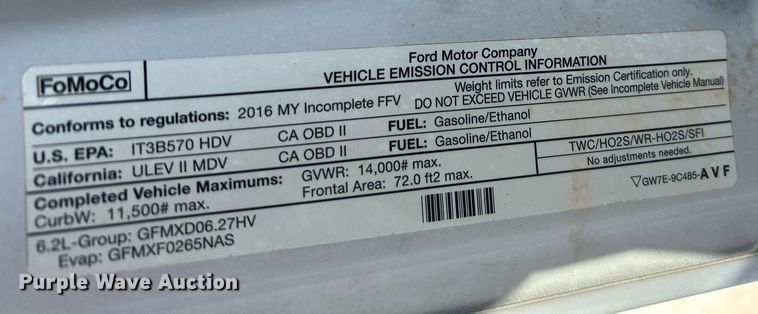 FoMoCo
Ford Motor Company
VEHICLE EMISSION CONTROL INFORMATION
Conforms to regulations: 2016 MY Incomplete FFV
Weight limits refer to Emission Certification only.
DO NOT EXCEED VEHICLE GVWR (See Incomplete Vehicle Manual)
U.S. EPA: IT3B570 HDV CA OBD II FUEL: Gasoline/Ethanol
California: ULEV II MDV CA OBD II FUEL: Gasoline/Ethanol
Completed Vehicle Maximums: GVWR: 14,000# max.
CurbW: 11,500# max. Frontal Area: 72.0 ft2 max.
TWC/HO2S/WR-HO2S/SFI
No adjustments needed.
6.2L-Group: GFMXD06.27HV
Evap: GFMXF0265NAS
▽GW7E-9C485-AVF
Purple Wave Auction